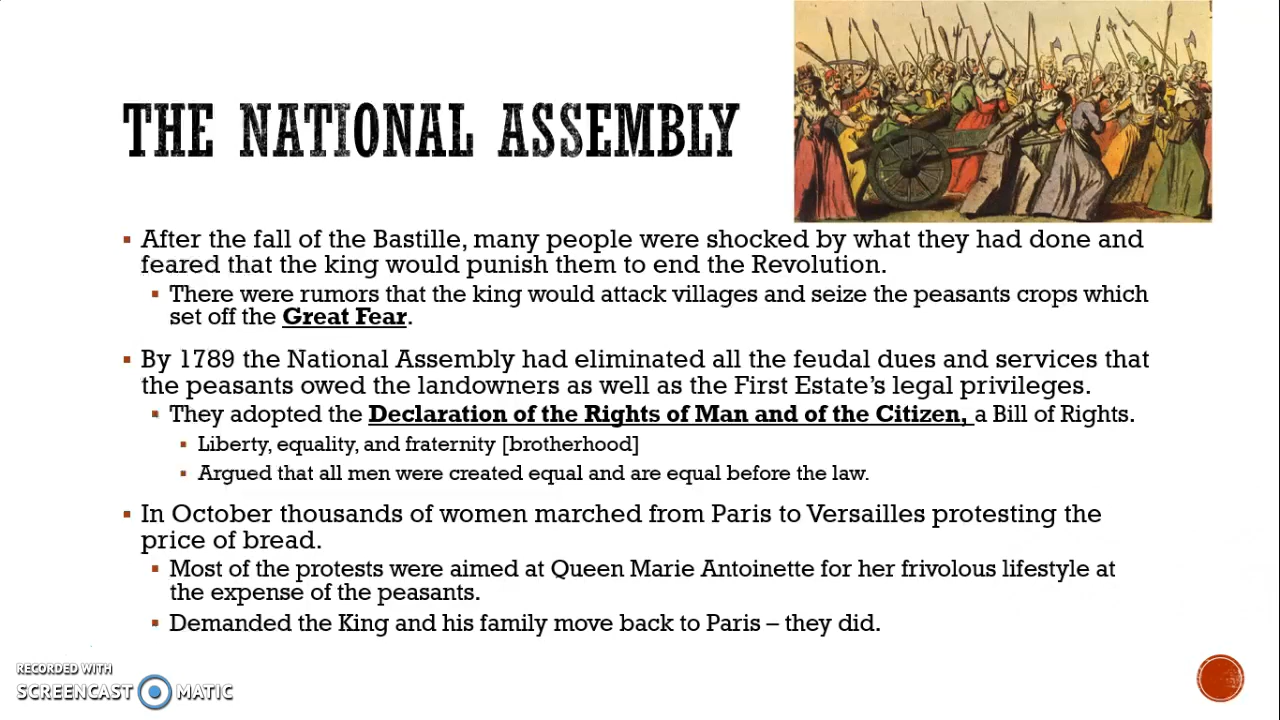 THE NATIONAL ASSEMBLY
After the fall of the Bastille, many people were shocked by what they had done and
feared that the king would punish them to end the Revolution.
There were rumors that the king would attack villages and seize the peasants crops which
set off the Great Fear.
By 1789 the National Assembly had eliminated all the feudal dues and services that
the peasants owed the landowners as well as the First Estate's legal privileges.
They adopted the Declaration of the Rights of Man and of the Citizen, a Bill of Rights.
Liberty, equality, and fraternity [brotherhood]
Argued that all men were created equal and are equal before the law.
In October thousands of women marched from Paris to Versailles protesting the
price of bread.
Most of the protests were aimed at Queen Marie Antoinette for her frivolous lifestyle at
the expense of the peasants.
Demanded the King and his family move back to Paris – they did.
RECORDED WITH
SCREENCAST MATIC